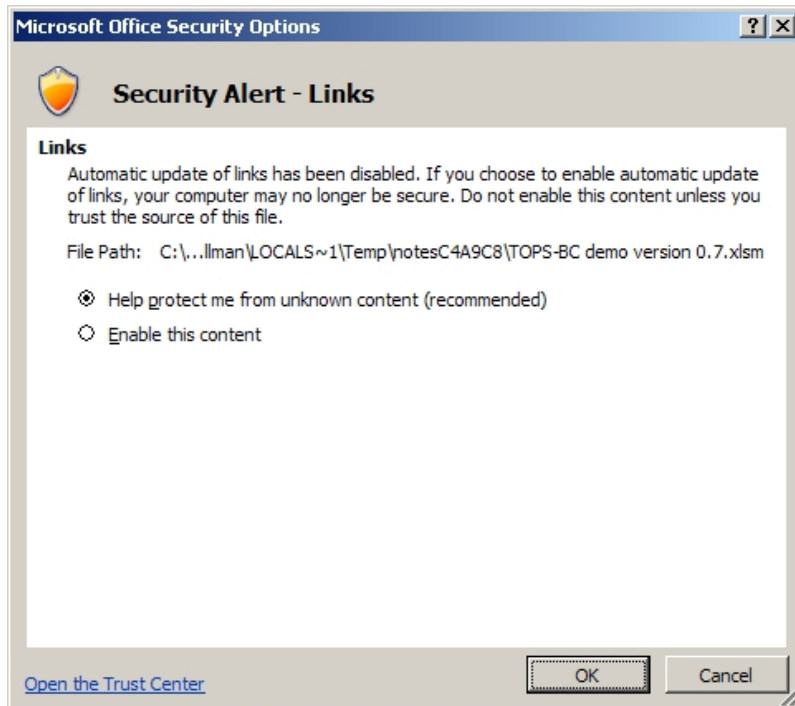 Microsoft Office Security Options
Security Alert - Links
Links
Automatic update of links has been disabled. If you choose to enable automatic update
of links, your computer may no longer be secure. Do not enable this content unless you
trust the source of this file.
File Path: C:\...llman\LOCALS~1\Temp\notesC4A9C8\TOPS-BC demo version 0.7.xlsm
Help protect me from unknown content (recommended)
Enable this content
Open the Trust Center
OK
Cancel